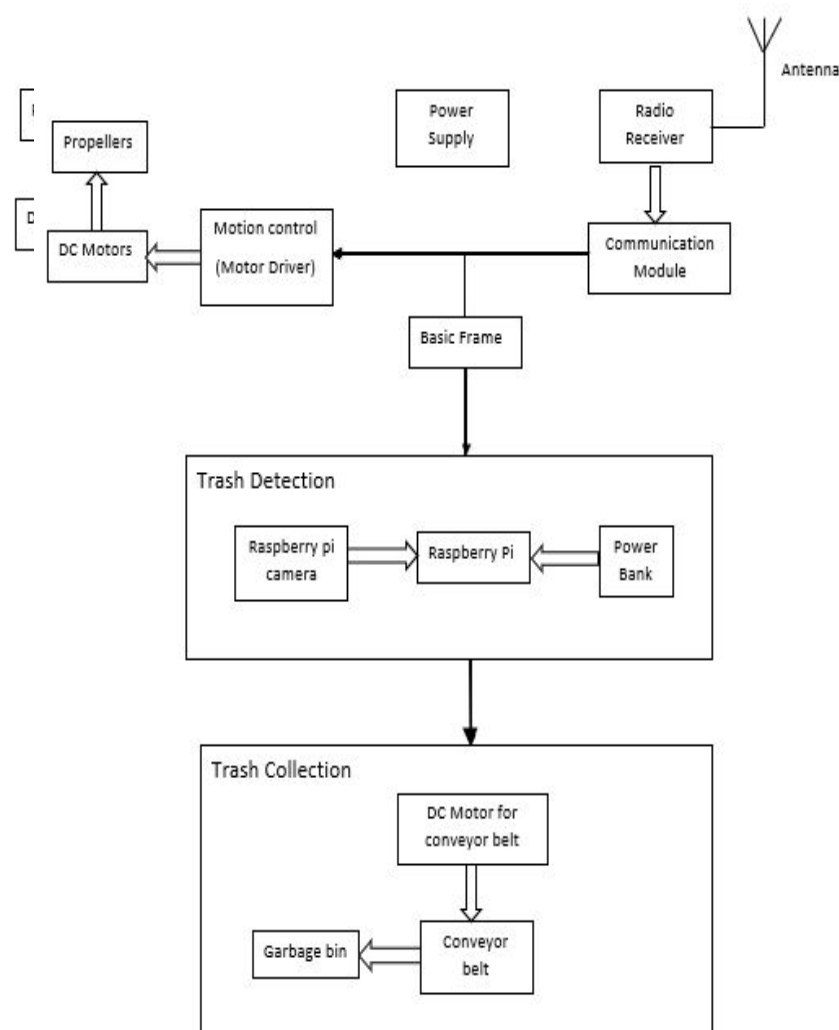 Antenna
Power
Supply
Radio
Receiver
Propellers
DC Motors
Motion control
(Motor Driver)
Communication
Module
Basic Frame
Trash Detection
Raspberry pi
camera
Raspberry Pi
Power
Bank
Trash Collection
DC Motor for
conveyor belt
Garbage bin
Conveyor
belt